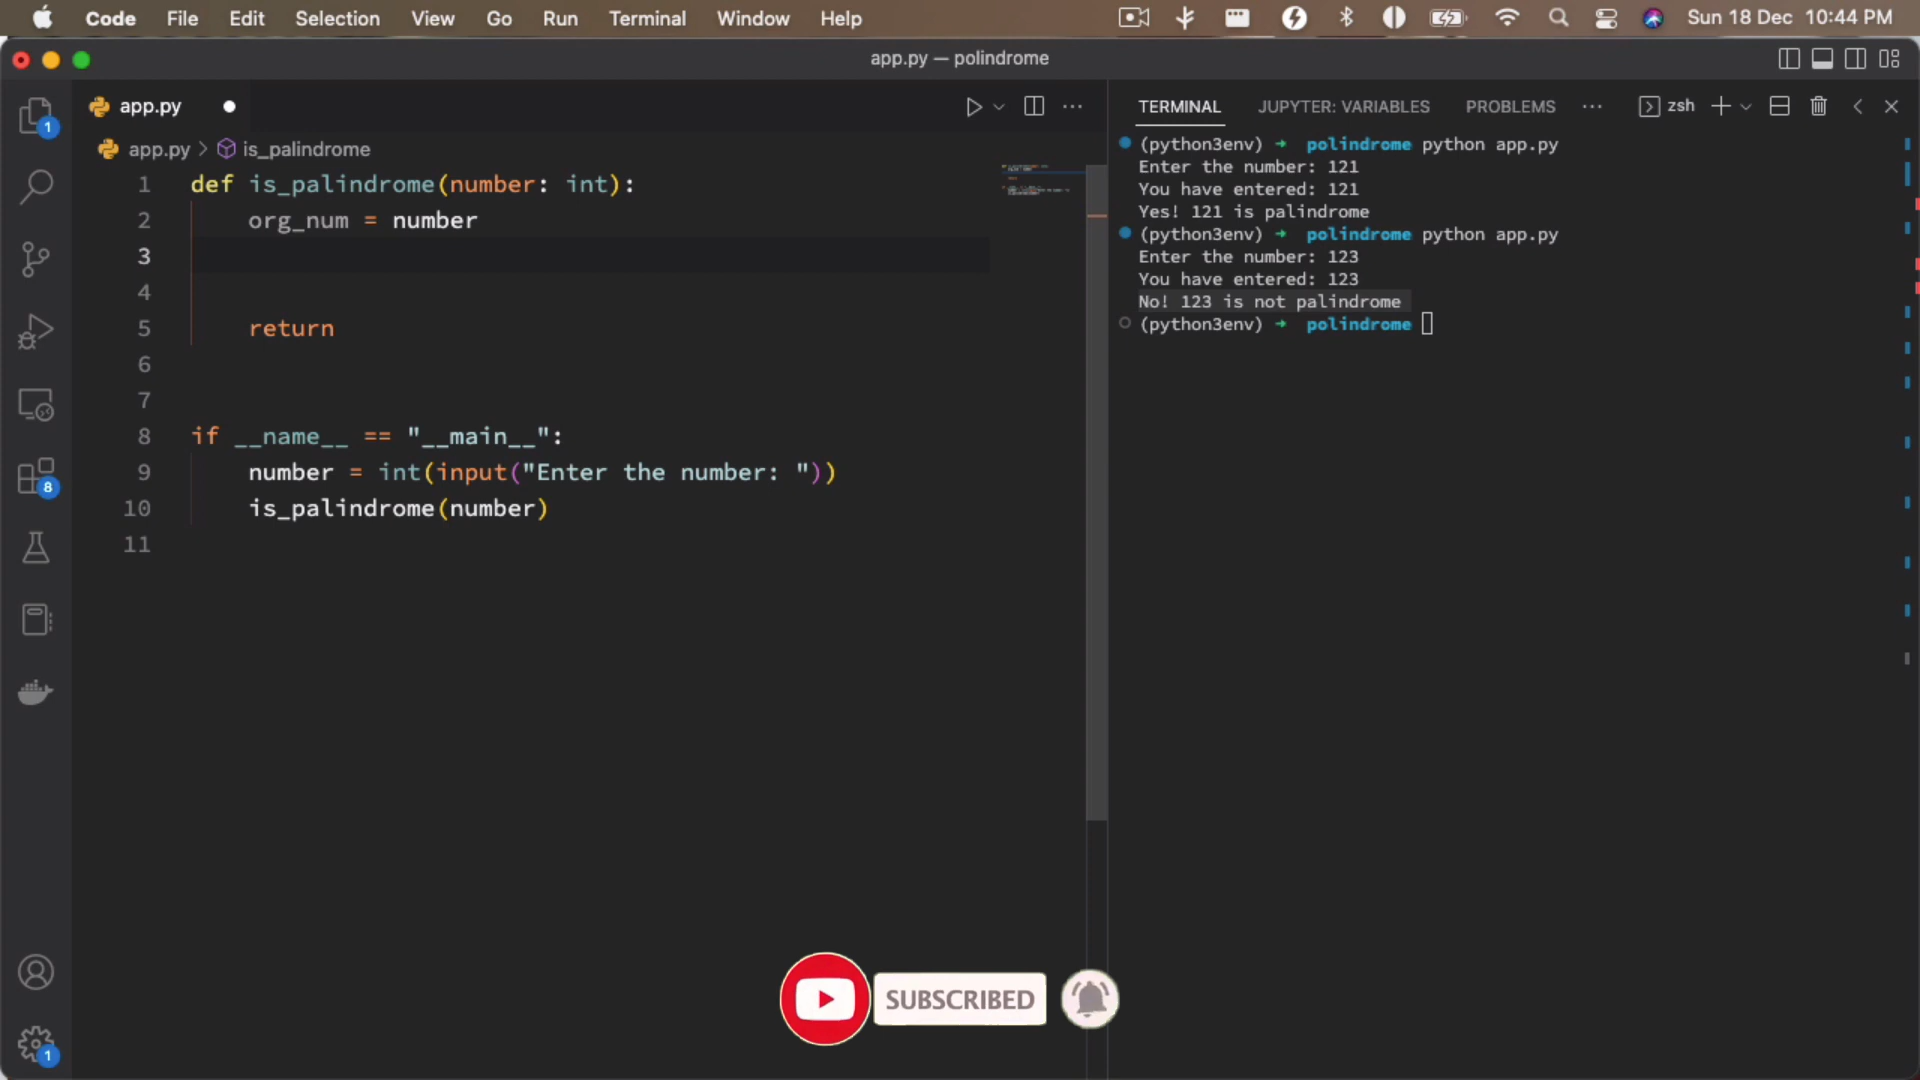 Code File Edit Selection View Go Run Terminal Window Help Sun 18 Dec 10:44 PM
app.py — polindrome
app.py
app.py > is_palindrome
1 def is_palindrome(number: int):
2 org_num = number
3
4
5 return
6
7
8 if __name__ == "__main__":
9 number = int(input("Enter the number: "))
10 is_palindrome(number)
11
1
8
1
TERMINAL JUPYTER: VARIABLES PROBLEMS ··· zsh
(python3env) → polindrome python app.py
Enter the number: 121
You have entered: 121
Yes! 121 is palindrome
(python3env) → polindrome python app.py
Enter the number: 123
You have entered: 123
No! 123 is not palindrome
(python3env) → polindrome
SUBSCRIBED